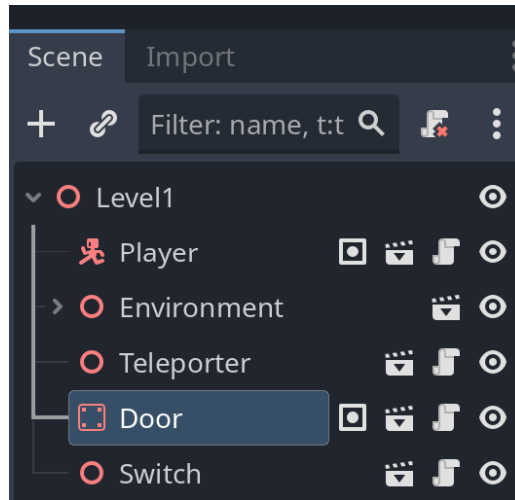 Scene Import
Filter: name, t:t
Level1
Player
Environment
Teleporter
Door
Switch